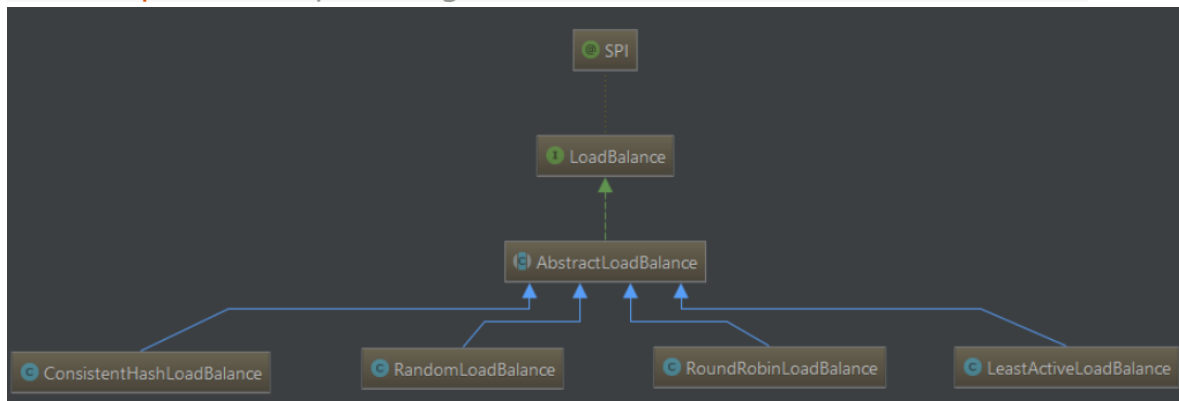 @ SPI
I LoadBalance
C AbstractLoadBalance
C ConsistentHashLoadBalance
C RandomLoadBalance
C RoundRobinLoadBalance
C LeastActiveLoadBalance